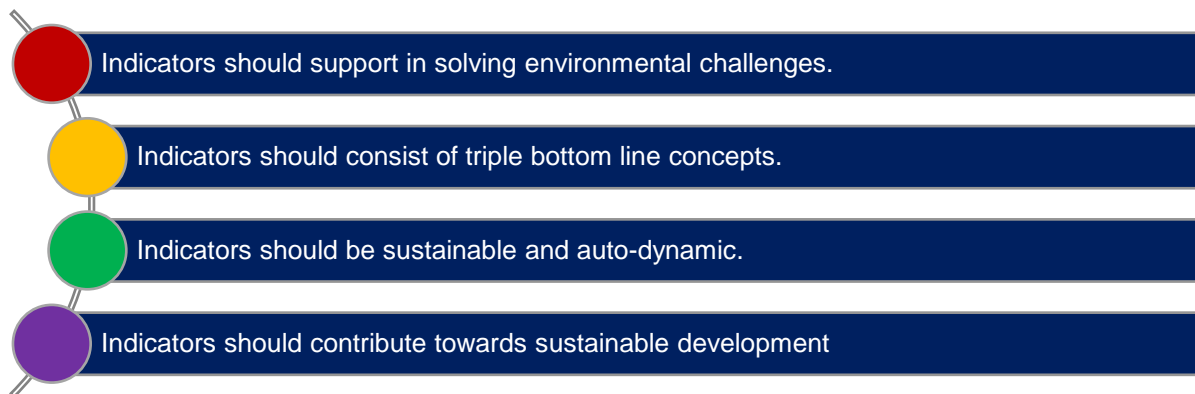 Indicators should support in solving environmental challenges.
Indicators should consist of triple bottom line concepts.
Indicators should be sustainable and auto-dynamic.
Indicators should contribute towards sustainable development